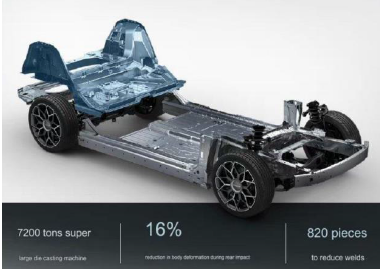 7200 tons super
large die casting machine
16%
reduction in body deformation during rear impact
820 pieces
to reduce welds